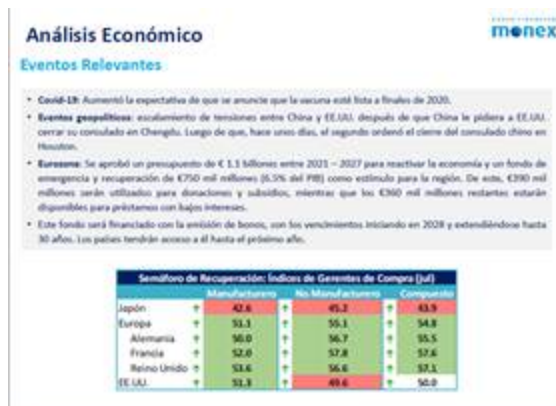 Análisis Económico
monex
Eventos Relevantes
• Covid-19: Aumentó la expectativa de que se anuncie que la vacuna esté lista a finales de 2020.
• Eventos geopolíticos: escalamiento de tensiones entre China y EE.UU. después de que China le pidiera a EE.UU.
cerrar su consulado en Chengdu. Luego de que, hace unos días, el segundo ordenó el cierre del consulado chino en
Houston.
• Eurozona: Se aprobó un presupuesto de € 1.1 billones entre 2021 – 2027 para reactivar la economía y un fondo de
emergencia y recuperación de €750 mil millones (6.5% del PIB) como estímulo para la región. De este, €390 mil
millones serán utilizados para donaciones y subsidios, mientras que los €360 mil millones restantes estarán
disponibles para préstamos con bajos intereses.
• Este fondo será financiado con la emisión de bonos, con los vencimientos iniciando en 2028 y extendiéndose hasta
30 años. Los países tendrán acceso a él hasta el próximo año.
Semáforo de Recuperación: Índices de Gerentes de Compra (jul)
Manufacturero No Manufacturero Compuesto
Japón 42.6 45.2 43.9
Europa 51.1 55.1 54.8
Alemania 50.0 56.7 55.5
Francia 52.0 57.8 57.6
Reino Unido 53.6 56.6 57.1
EE.UU. 51.3 49.6 50.0